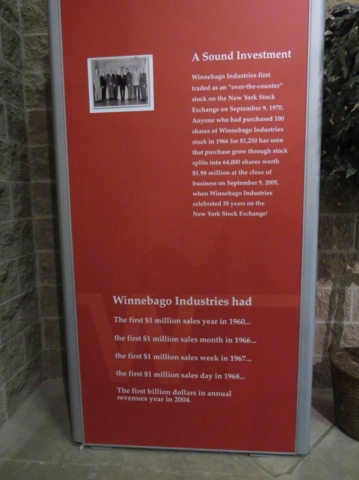 A Sound Investment
Winnebago Industries first
traded as an "over-the-counter"
stock on the New York Stock
Exchange on September 9, 1970.
Anyone who had purchased 100
shares of Winnebago Industries
stock in 1966 for $1,250 has seen
that purchase grow through stock
splits into 64,000 shares worth
$1.98 million at the close of
business on September 9, 2005,
when Winnebago Industries
celebrated 35 years on the
New York Stock Exchange!
Winnebago Industries had
The first $1 million sales year in 1960...
the first $1 million sales month in 1966...
the first $1 million sales week in 1967...
the first $1 million sales day in 1968...
The first billion dollars in annual
revenues year in 2004.